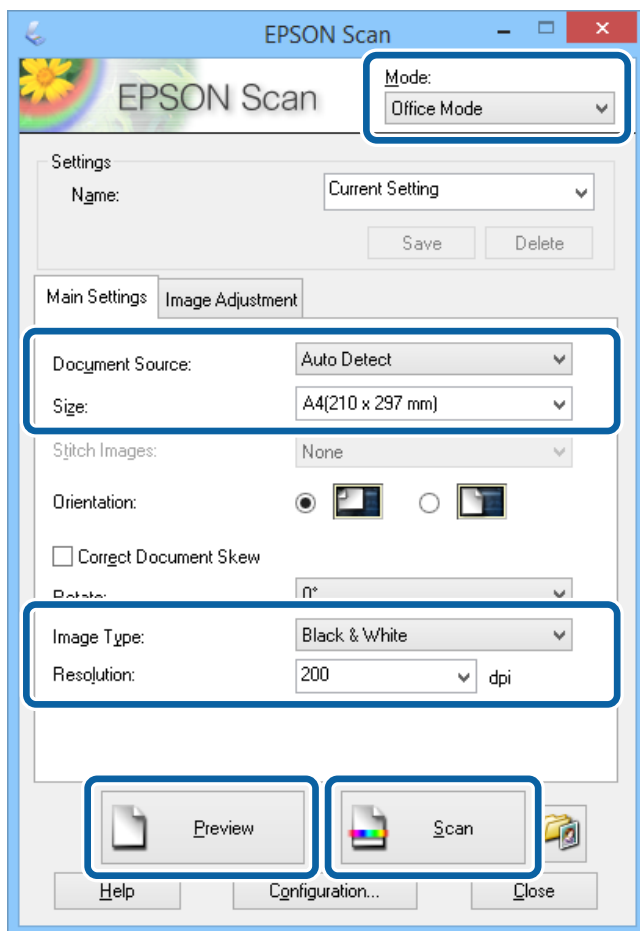 EPSON Scan
EPSON Scan
Mode:
Office Mode
Settings
Name:
Current Setting
Save
Delete
Main Settings
Image Adjustment
Document Source:
Auto Detect
Size:
A4(210 x 297 mm)
Stitch Images:
None
Orientation:
Correct Document Skew
Rotate:
0°
Image Type:
Black & White
Resolution:
200
dpi
Preview
Scan
Help
Configuration...
Close